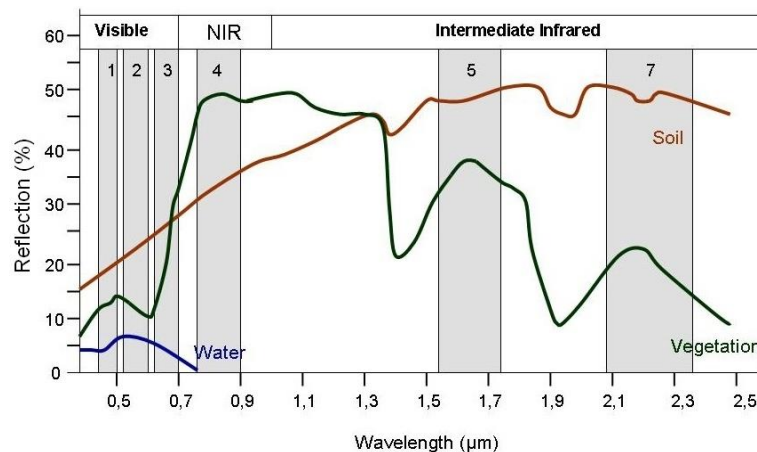 Visible NIR Intermediate Infrared
60
50
40
30
20
10
0
Reflection (%)
1 2 3 4 5 7
Soil
Water
Vegetation
0,5 0,7 0,9 1,1 1,3 1,5 1,7 1,9 2,1 2,3 2,5
Wavelength (µm)